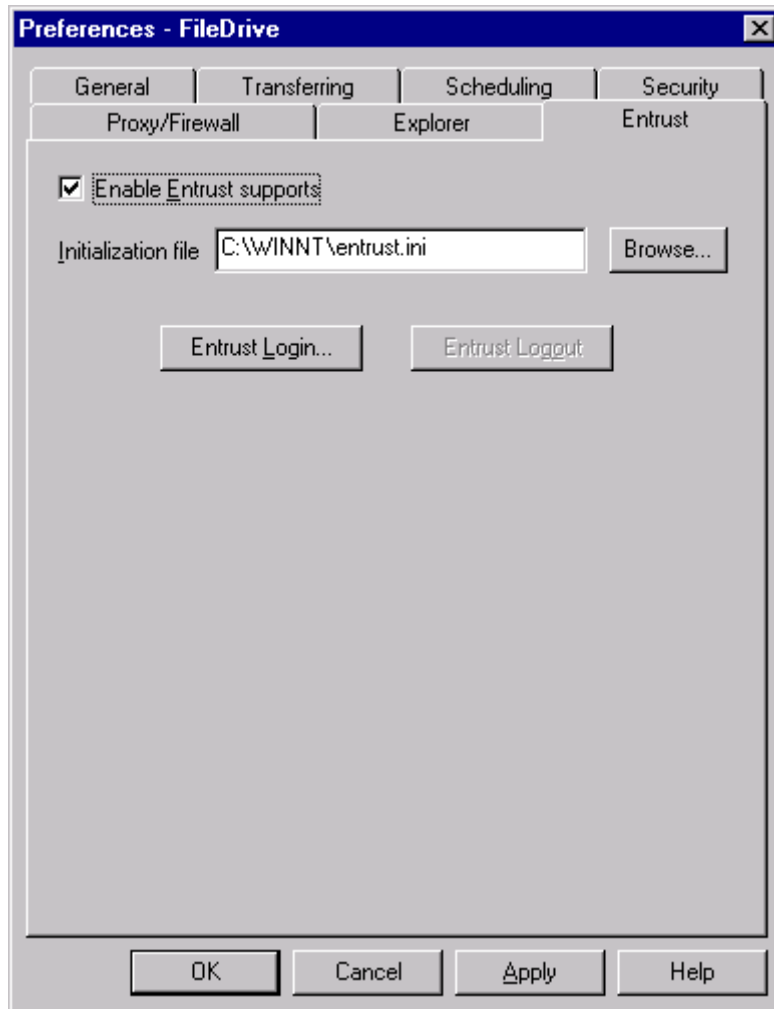 Preferences - FileDrive
General Transferring Scheduling Security
Proxy/Firewall Explorer Entrust
Enable Entrust supports
Initialization file C:\WINNT\entrust.ini Browse...
Entrust Login... Entrust Logout
OK Cancel Apply Help